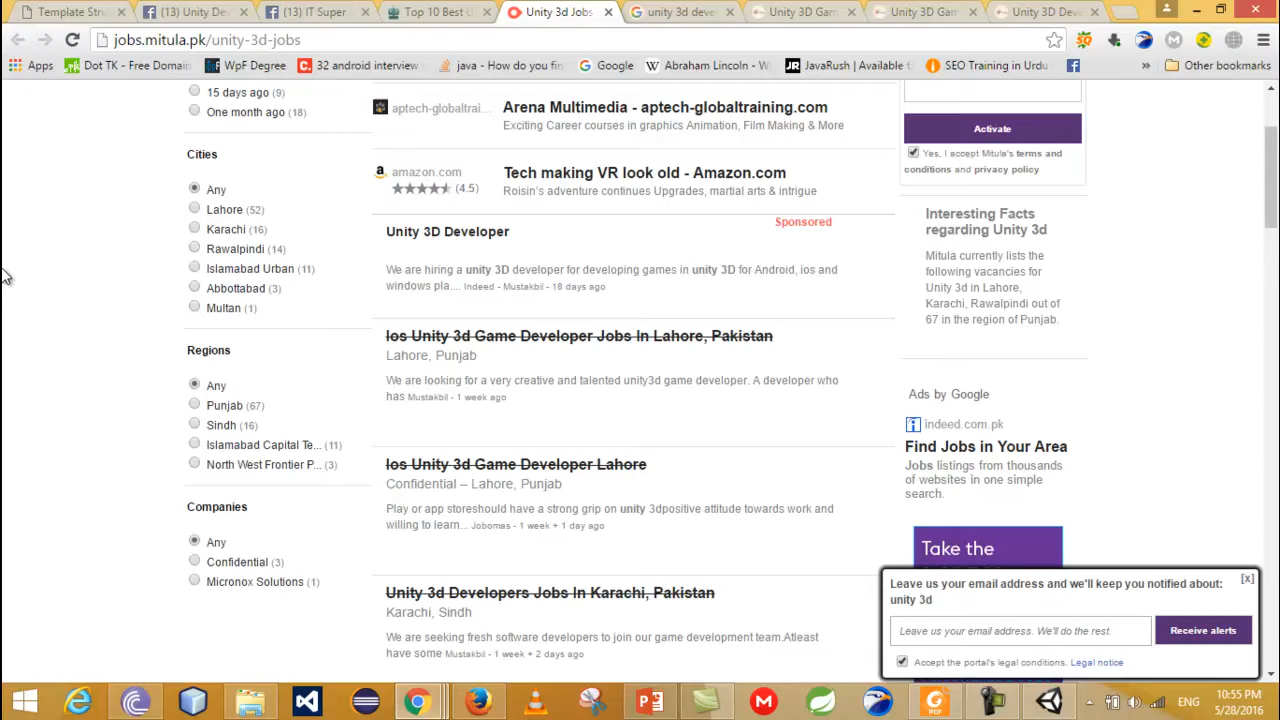 Template Stru
(13) Unity De
(13) IT Super
Top 10 Best U
Unity 3d Jobs
unity 3d deve
Unity 3D Gam
Unity 3D Gam
Unity 3D Deve
jobs.mitula.pk/unity-3d-jobs
Apps
Dot TK - Free Domain
WpF Degree
32 android interview
java - How do you fin
Google
Abraham Lincoln - W
JavaRush | Available t
SEO Training in Urdu
Other bookmarks
15 days ago (9)
One month ago (18)
Cities
Any
Lahore (52)
Karachi (16)
Rawalpindi (14)
Islamabad Urban (11)
Abbottabad (3)
Multan (1)
Regions
Any
Punjab (67)
Sindh (16)
Islamabad Capital Te... (11)
North West Frontier P... (3)
Companies
Any
Confidential (3)
Micronox Solutions (1)
aptech-globaltrai...
Arena Multimedia - aptech-globaltraining.com
Exciting Career courses in graphics Animation, Film Making & More
amazon.com
(4.5)
Tech making VR look old - Amazon.com
Roisin's adventure continues Upgrades, martial arts & intrigue
Sponsored
Unity 3D Developer
We are hiring a unity 3D developer for developing games in unity 3D for Android, ios and
windows pla.... Indeed - Mustakbil - 18 days ago
Ios Unity 3d Game Developer Jobs In Lahore, Pakistan
Lahore, Punjab
We are looking for a very creative and talented unity3d game developer. A developer who
has Mustakbil - 1 week ago
Ios Unity 3d Game Developer Lahore
Confidential – Lahore, Punjab
Play or app storeshould have a strong grip on unity 3dpositive attitude towards work and
willing to learn... Jobomas - 1 week + 1 day ago
Unity 3d Developers Jobs In Karachi, Pakistan
Karachi, Sindh
We are seeking fresh software developers to join our game development team.Atleast
have some Mustakbil - 1 week + 2 days ago
Activate
Yes, I accept Mitula's terms and
conditions and privacy policy
Interesting Facts
regarding Unity 3d
Mitula currently lists the
following vacancies for
Unity 3d in Lahore,
Karachi, Rawalpindi out of
67 in the region of Punjab.
Ads by Google
indeed.com.pk
Find Jobs in Your Area
Jobs listings from thousands
of websites in one simple
search.
Take the
Leave us your email address and we'll keep you notified about:
unity 3d
[x]
Leave us your email address. We'll do the rest.
Receive alerts
Accept the portal's legal conditions. Legal notice
ENG
10:55 PM
5/28/2016